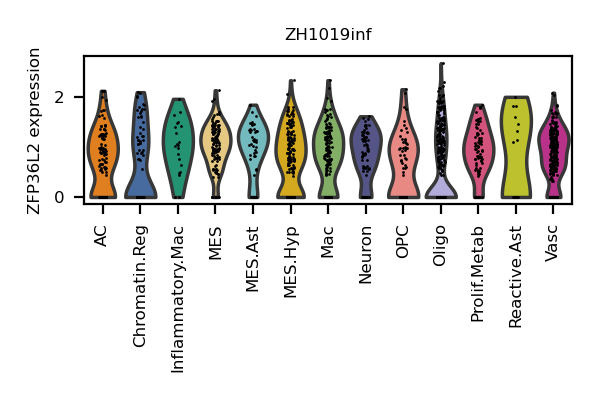 ZH1019inf
ZFP36L2 expression
2
0
AC
Chromatin.Reg
Inflammatory.Mac
MES
MES.Ast
MES.Hyp
Mac
Neuron
OPC
Oligo
Prolif.Metab
Reactive.Ast
Vasc